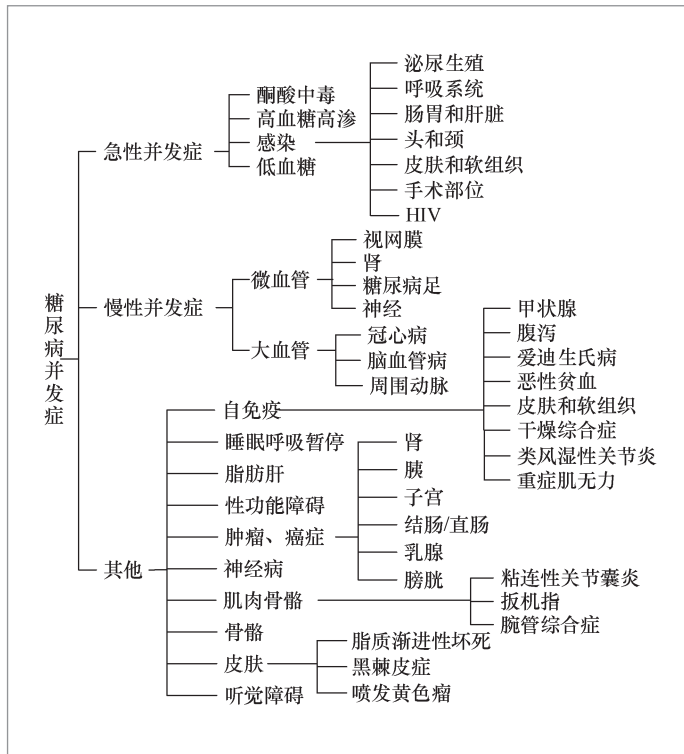 糖尿病并发症
急性并发症
酮酸中毒
高血糖高渗
感染
泌尿生殖
呼吸系统
肠胃和肝脏
头和颈
皮肤和软组织
手术部位
HIV
低血糖
慢性并发症
微血管
视网膜
肾
糖尿病足
神经
大血管
冠心病
脑血管病
周围动脉
其他
自免疫
甲状腺
腹泻
爱迪生氏病
恶性贫血
皮肤和软组织
干燥综合症
类风湿性关节炎
重症肌无力
睡眠呼吸暂停
脂肪肝
性功能障碍
肿瘤、癌症
肾
胰
子宫
结肠/直肠
乳腺
膀胱
神经病
肌肉骨骼
粘连性关节囊炎
扳机指
腕管综合症
骨骼
皮肤
脂质渐进性坏死
黑棘皮症
喷发黄色瘤
听觉障碍